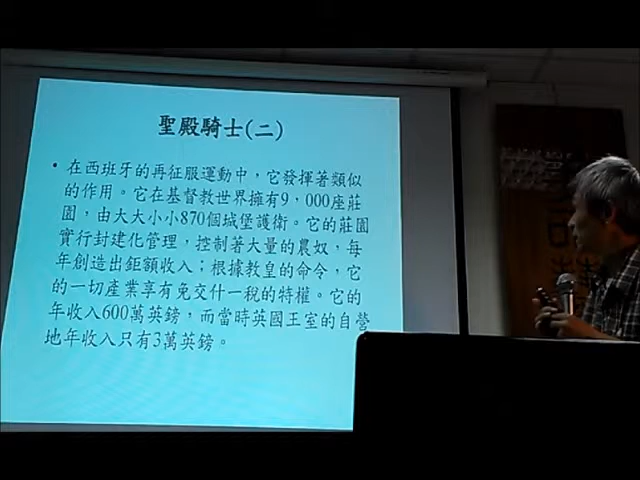 聖殿騎士(二)
• 在西班牙的再征服運動中，它發揮著類似
的作用。它在基督教世界擁有9，000座莊
園，由大大小小870個城堡護衛。它的莊園
實行封建化管理，控制著大量的農奴，每
年創造出鉅額收入；根據教皇的命令，它
的一切產業享有免交什一稅的特權。它的
年收入600萬英鎊，而當時英國王室的自營
地年收入只有3萬英鎊。